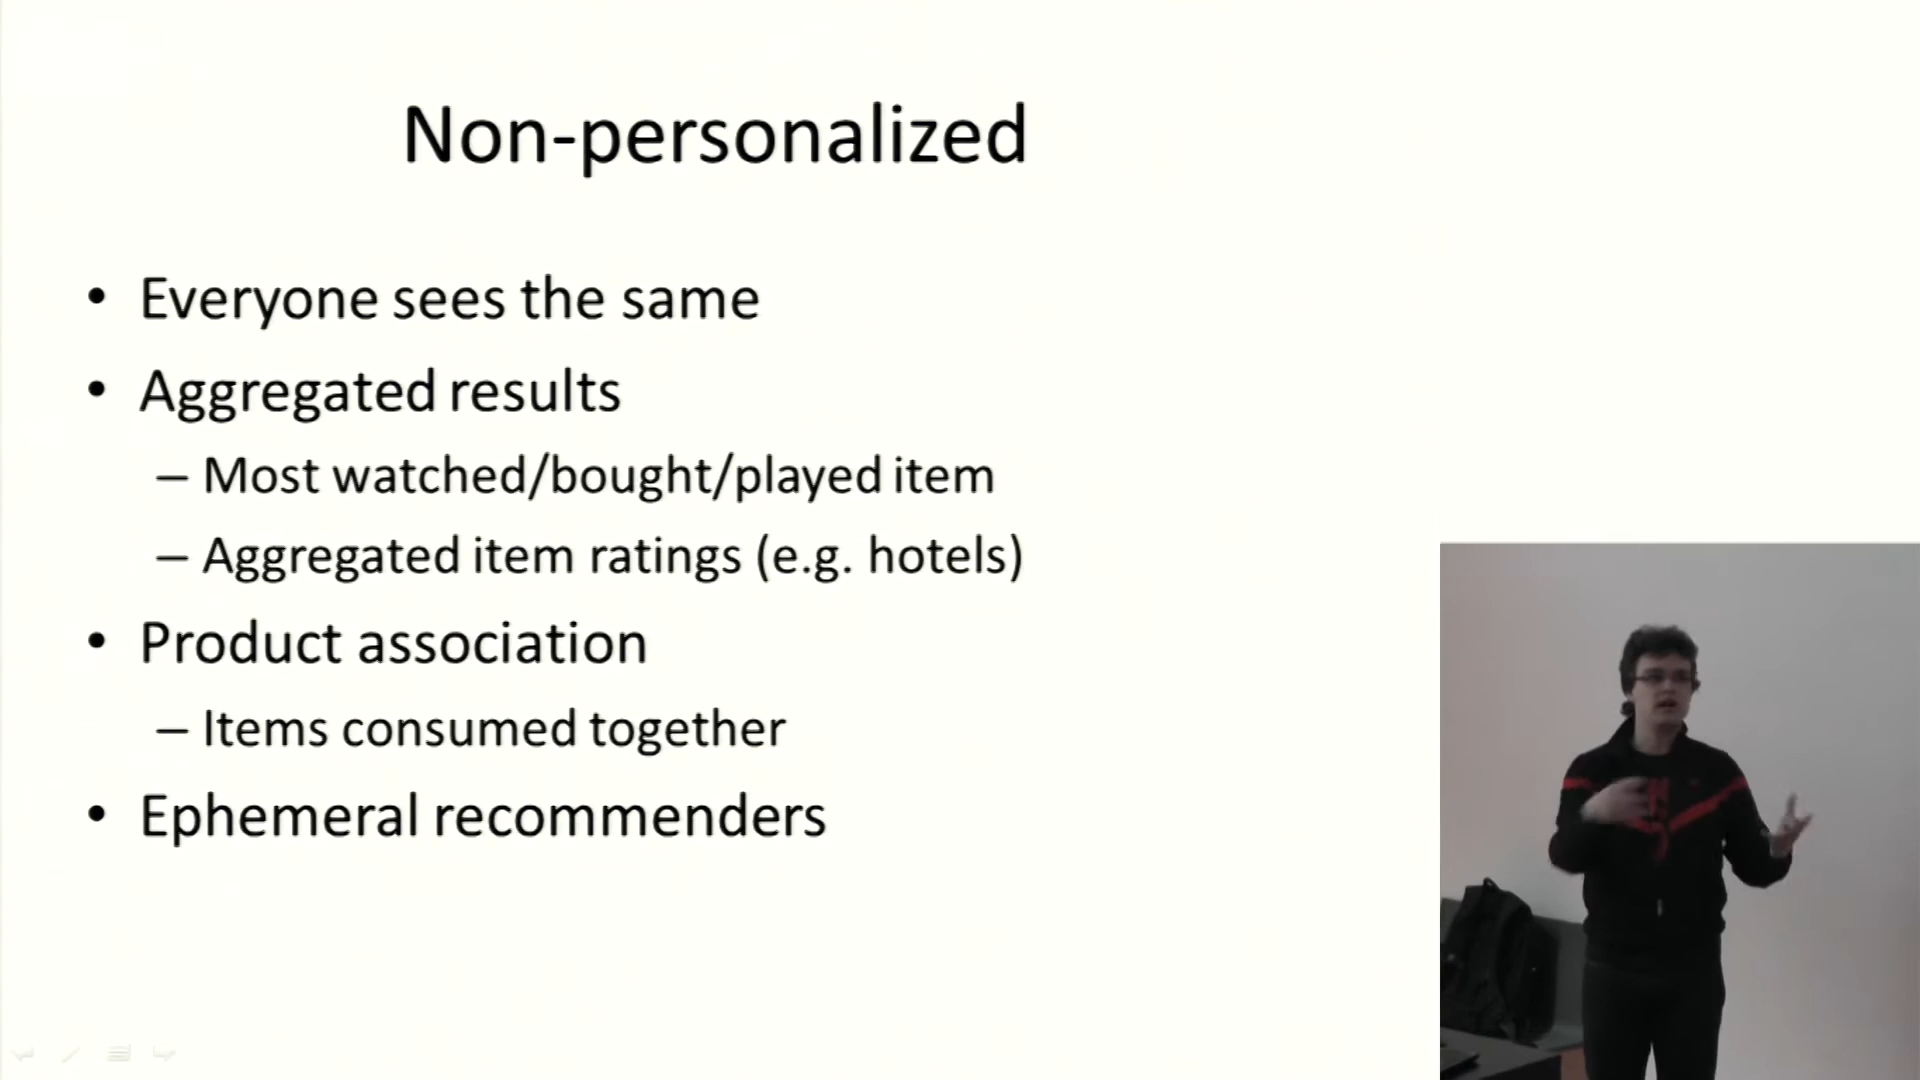 Non-personalized
• Everyone sees the same
• Aggregated results
– Most watched/bought/played item
– Aggregated item ratings (e.g. hotels)
• Product association
– Items consumed together
• Ephemeral recommenders